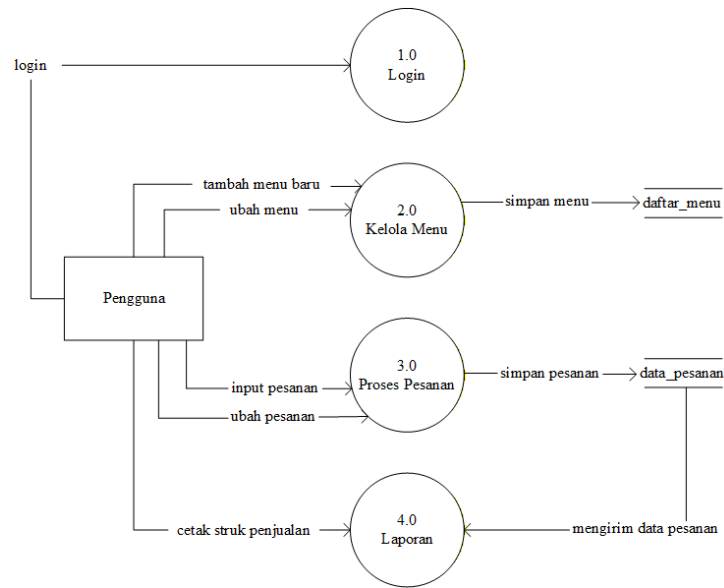 1.0
Login
login
tambah menu baru
ubah menu
2.0
Kelola Menu
simpan menu
daftar_menu
Pengguna
input pesanan
ubah pesanan
3.0
Proses Pesanan
simpan pesanan
data_pesanan
cetak struk penjualan
4.0
Laporan
mengirim data pesanan